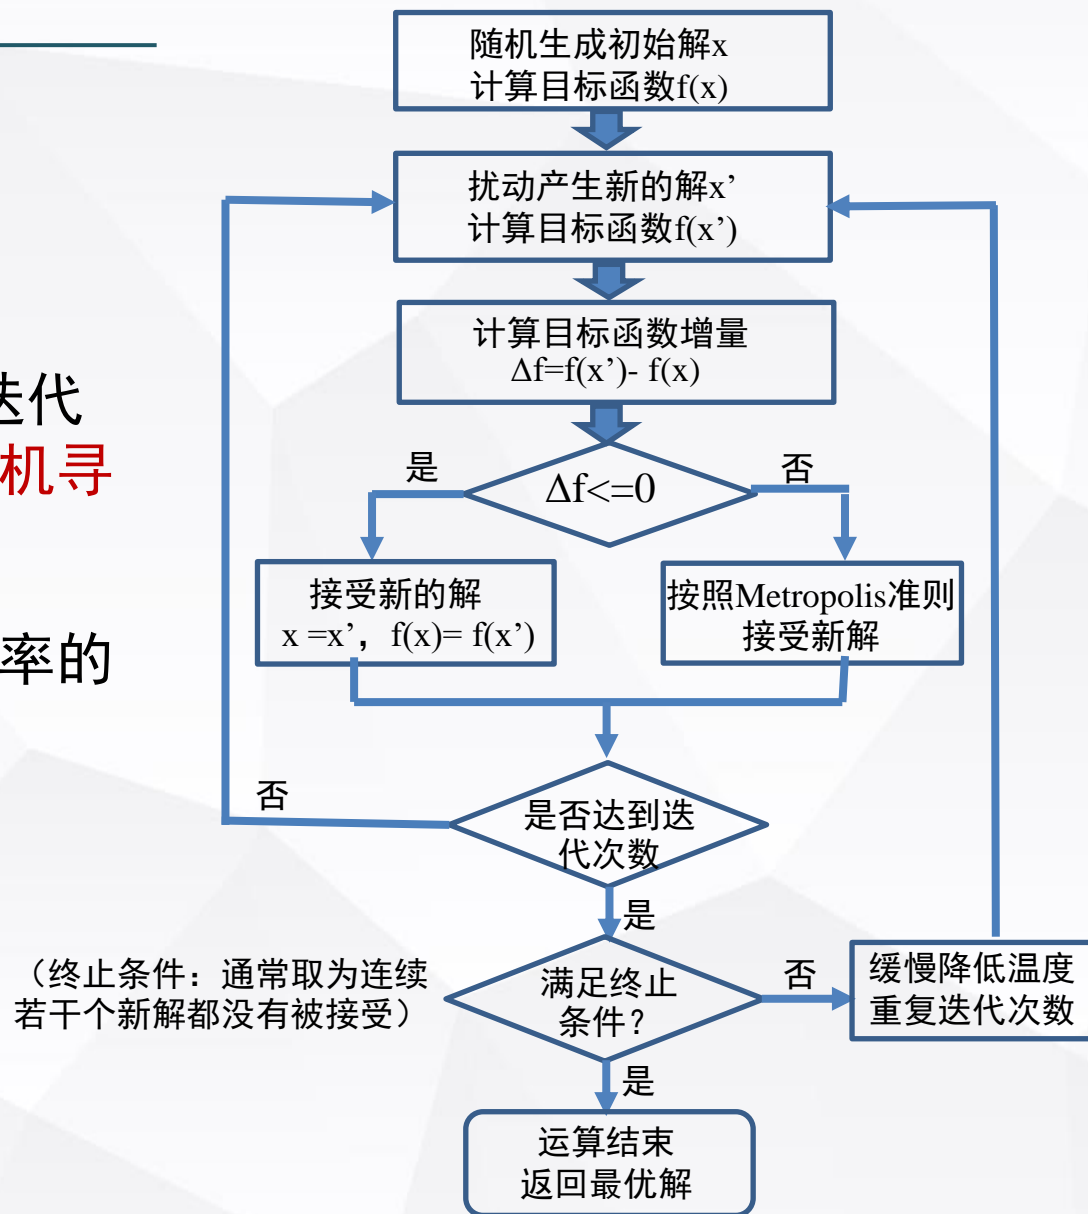 随机生成初始解x
计算目标函数f(x)
扰动产生新的解x’
计算目标函数f(x’)
计算目标函数增量
Δf=f(x’)- f(x)
迭代
机寻
率的
是
Δf<=0
否
接受新的解
x =x’，f(x)= f(x’)
按照Metropolis准则
接受新解
否
是否达到迭
代次数
是
（终止条件：通常取为连续
若干个新解都没有被接受）
满足终止
条件？
否
缓慢降低温度
重复迭代次数
是
运算结束
返回最优解